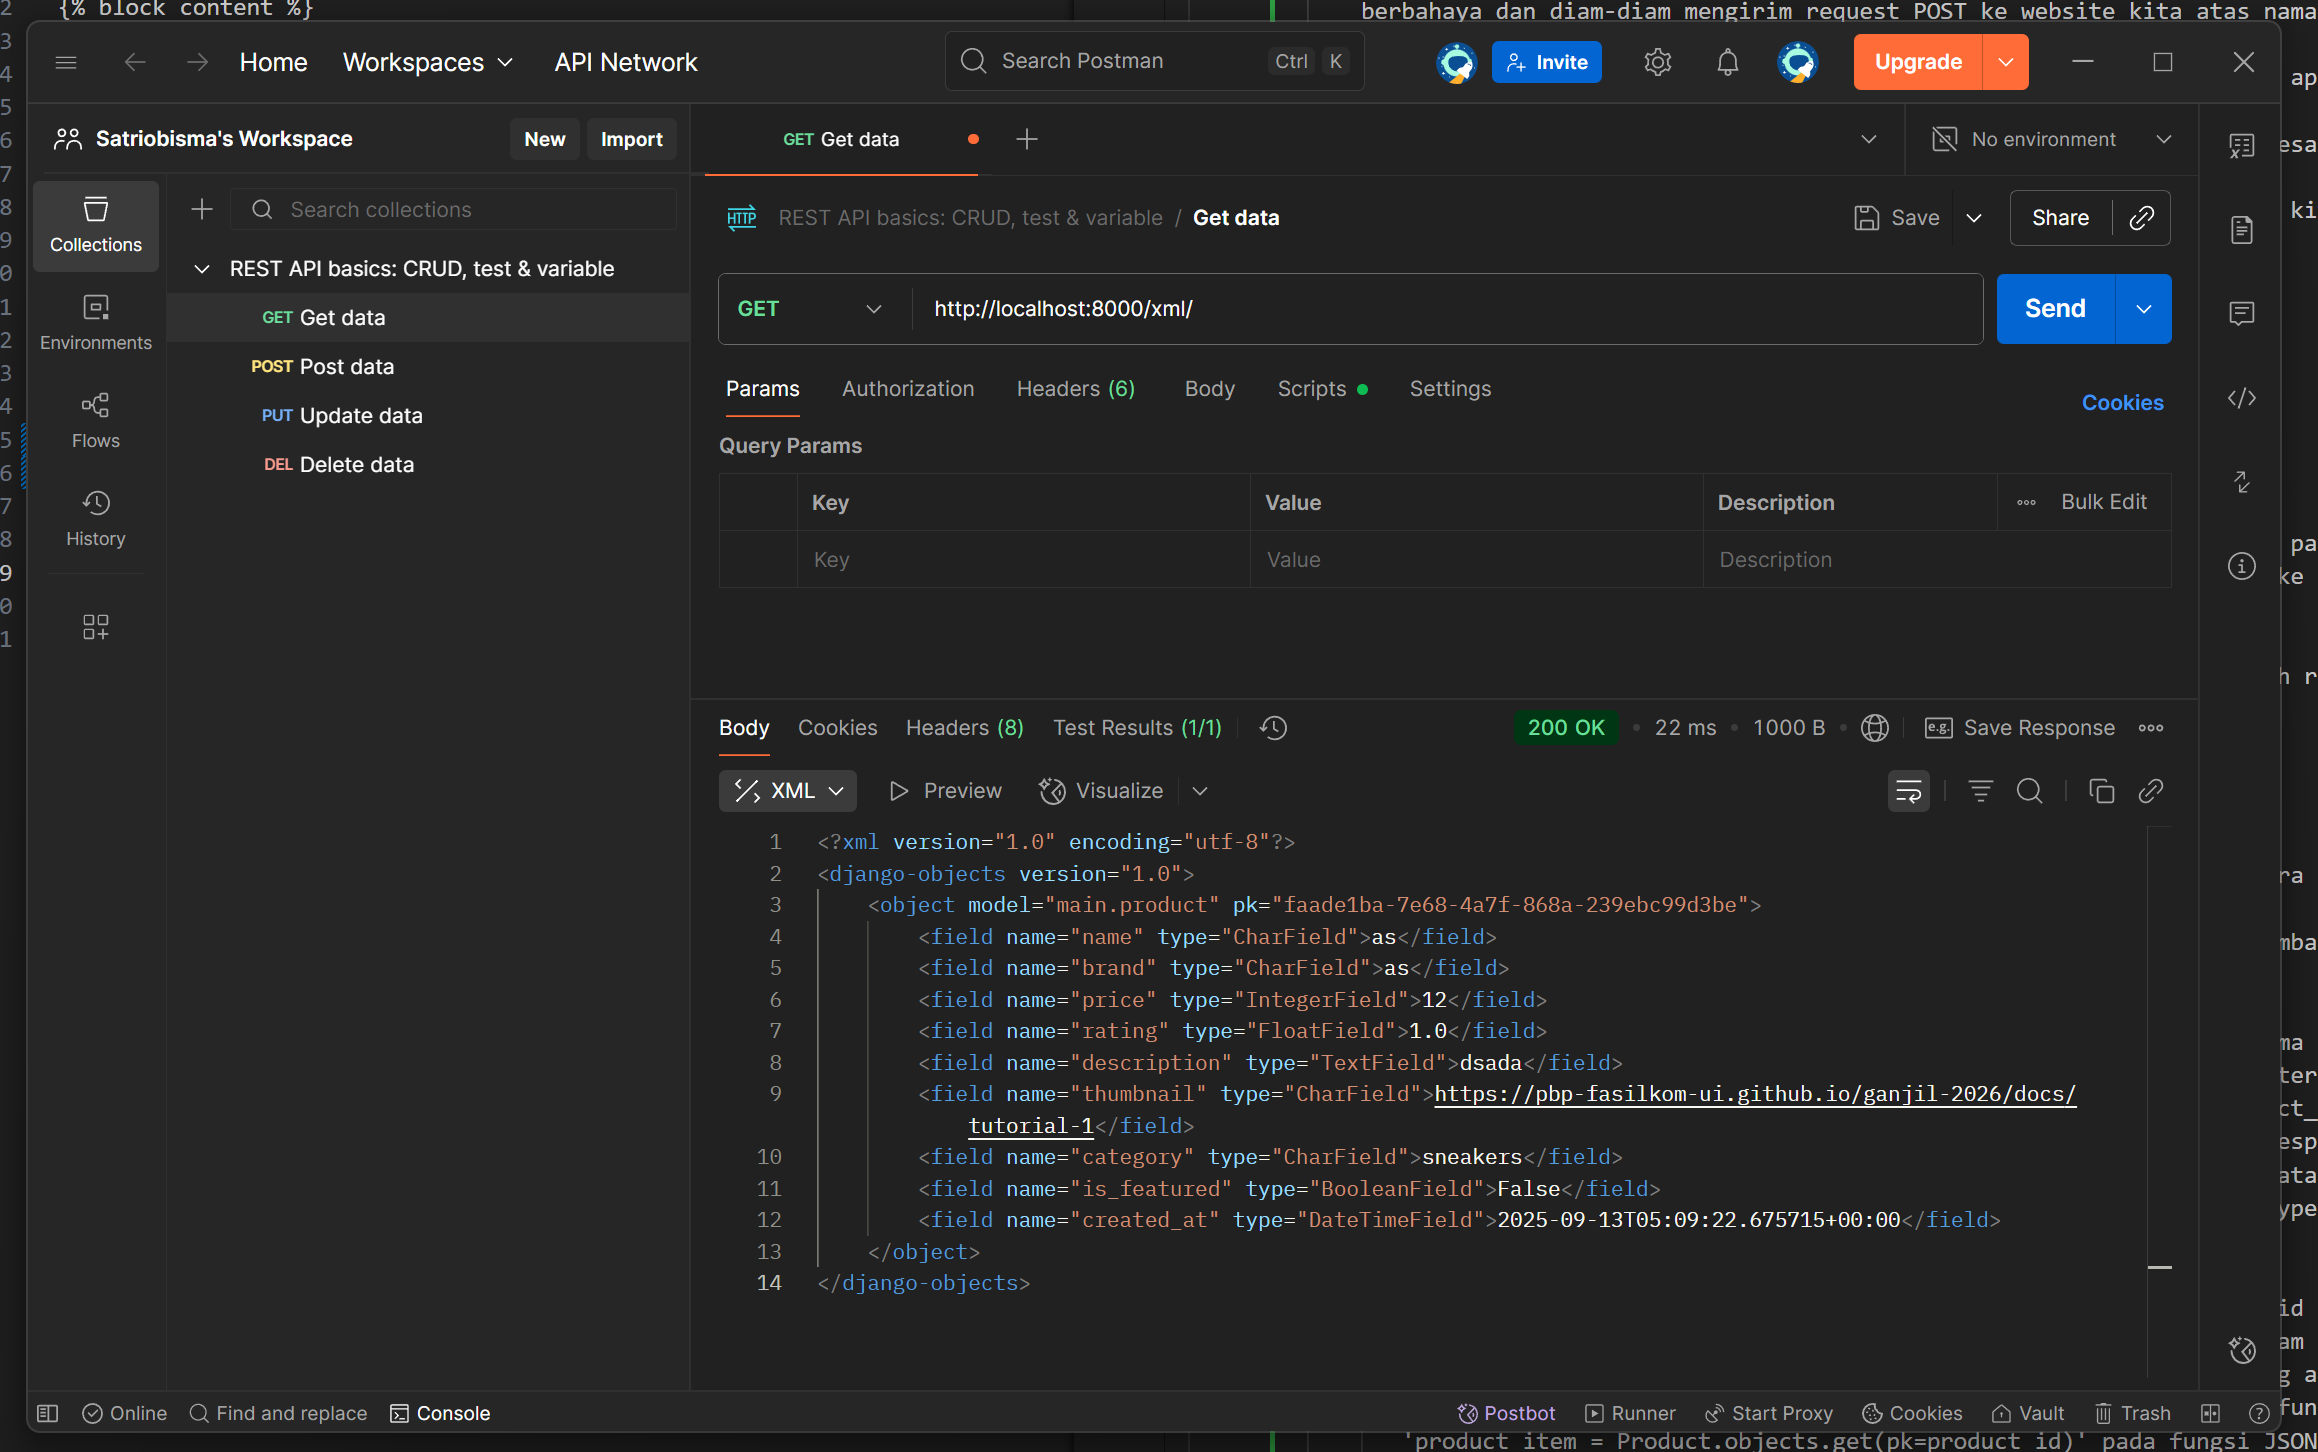 {% block content %}
berbahaya dan diam-diam mengirim request POST ke website kita atas nama
Home
Workspaces
API Network
Search Postman
Ctrl K
Invite
Upgrade
Satriobisma's Workspace
New
Import
GET Get data
No environment
Collections
Environments
Flows
History
Search collections
REST API basics: CRUD, test & variable
GET Get data
POST Post data
PUT Update data
DEL Delete data
HTTP
REST API basics: CRUD, test & variable / Get data
Save
Share
GET
http://localhost:8000/xml/
Send
Params
Authorization
Headers (6)
Body
Scripts
Settings
Cookies
Query Params
Key Value Description Bulk Edit
Key Value Description
Body
Cookies
Headers (8)
Test Results (1/1)
200 OK
22 ms
1000 B
e.g. Save Response
XML
Preview
Visualize
1 <?xml version="1.0" encoding="utf-8"?>
2 <django-objects version="1.0">
3 <object model="main.product" pk="faade1ba-7e68-4a7f-868a-239ebc99d3be">
4 <field name="name" type="CharField">as</field>
5 <field name="brand" type="CharField">as</field>
6 <field name="price" type="IntegerField">12</field>
7 <field name="rating" type="FloatField">1.0</field>
8 <field name="description" type="TextField">dsada</field>
9 <field name="thumbnail" type="CharField">https://pbp-fasilkom-ui.github.io/ganjil-2026/docs/
tutorial-1</field>
10 <field name="category" type="CharField">sneakers</field>
11 <field name="is_featured" type="BooleanField">False</field>
12 <field name="created_at" type="DateTimeField">2025-09-13T05:09:22.675715+00:00</field>
13 </object>
14 </django-objects>
Online
Find and replace
Console
Postbot
Runner
Start Proxy
Cookies
Vault
Trash
'product item = Product.objects.get(pk=product id)' pada fungsi JSON